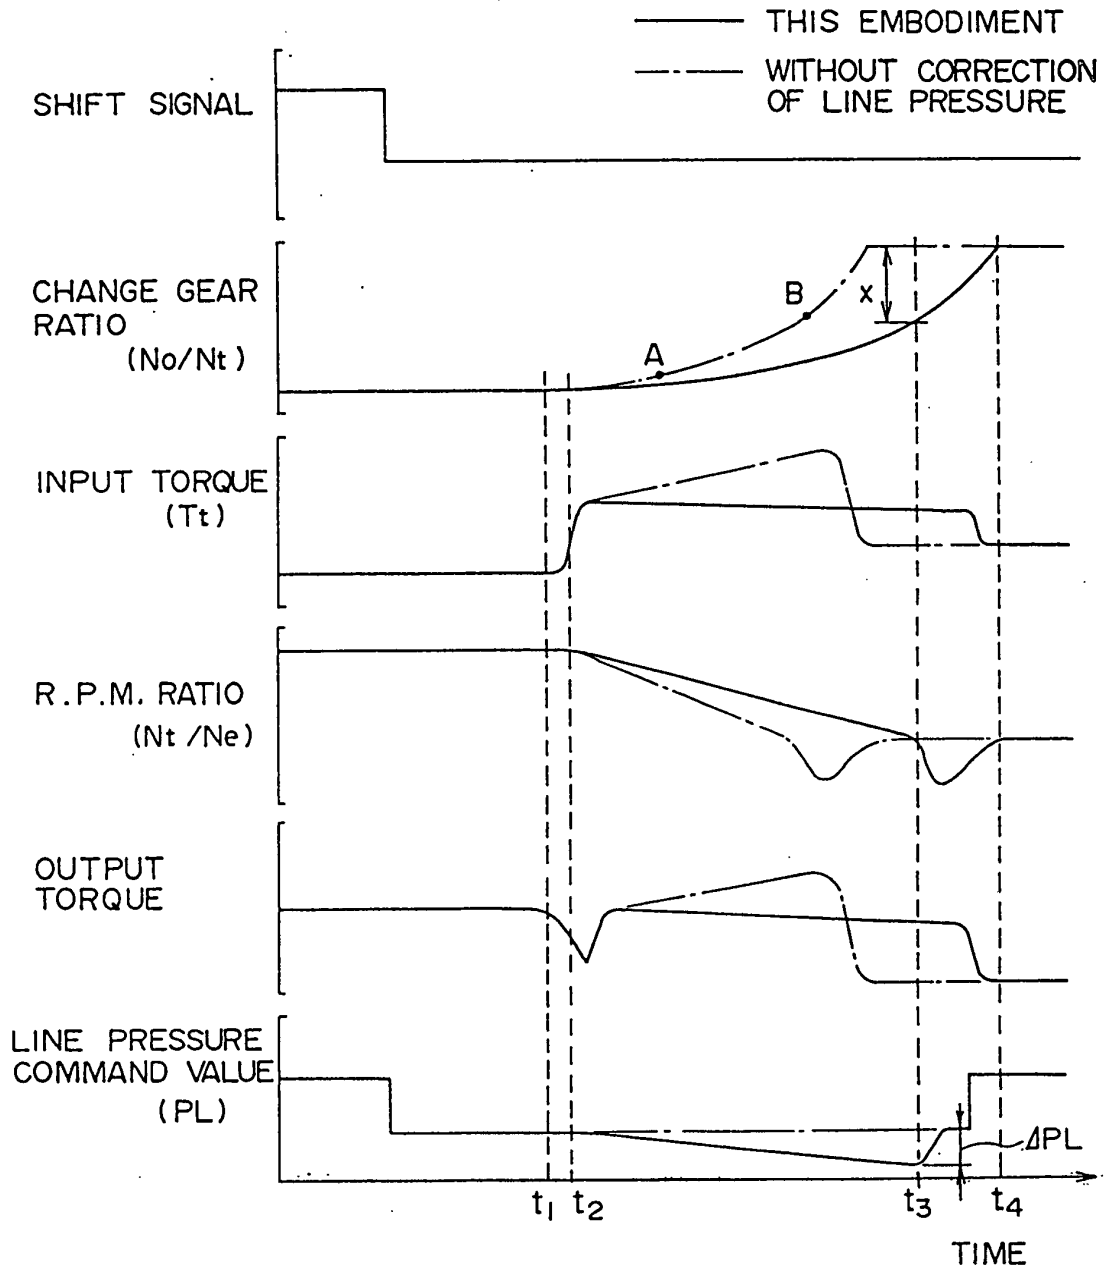 THIS EMBODIMENT
WITHOUT CORRECTION
OF LINE PRESSURE
SHIFT SIGNAL
CHANGE GEAR
RATIO
(No/Nt)
A
B
x
INPUT TORQUE
(Tt)
R.P.M. RATIO
(Nt/Ne)
OUTPUT
TORQUE
LINE PRESSURE
COMMAND VALUE
(PL)
ΔPL
t1 t2 t3 t4
TIME